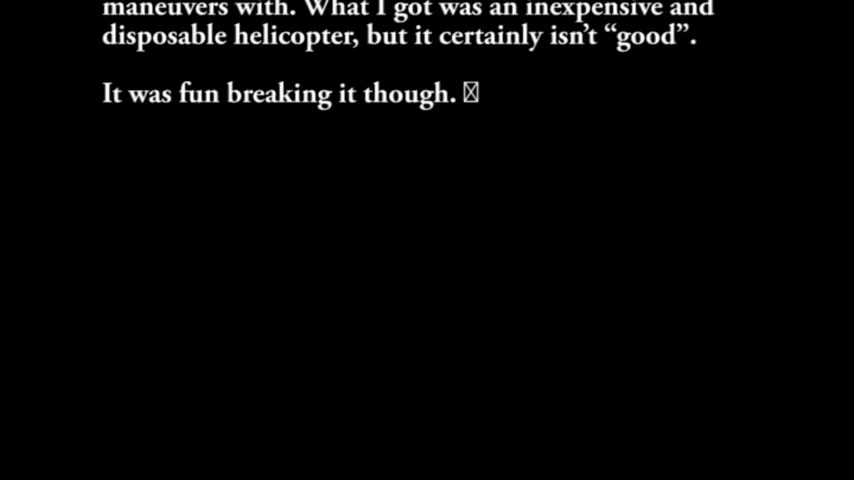 maneuvers with. What I got was an inexpensive and
disposable helicopter, but it certainly isn’t “good”.
It was fun breaking it though.